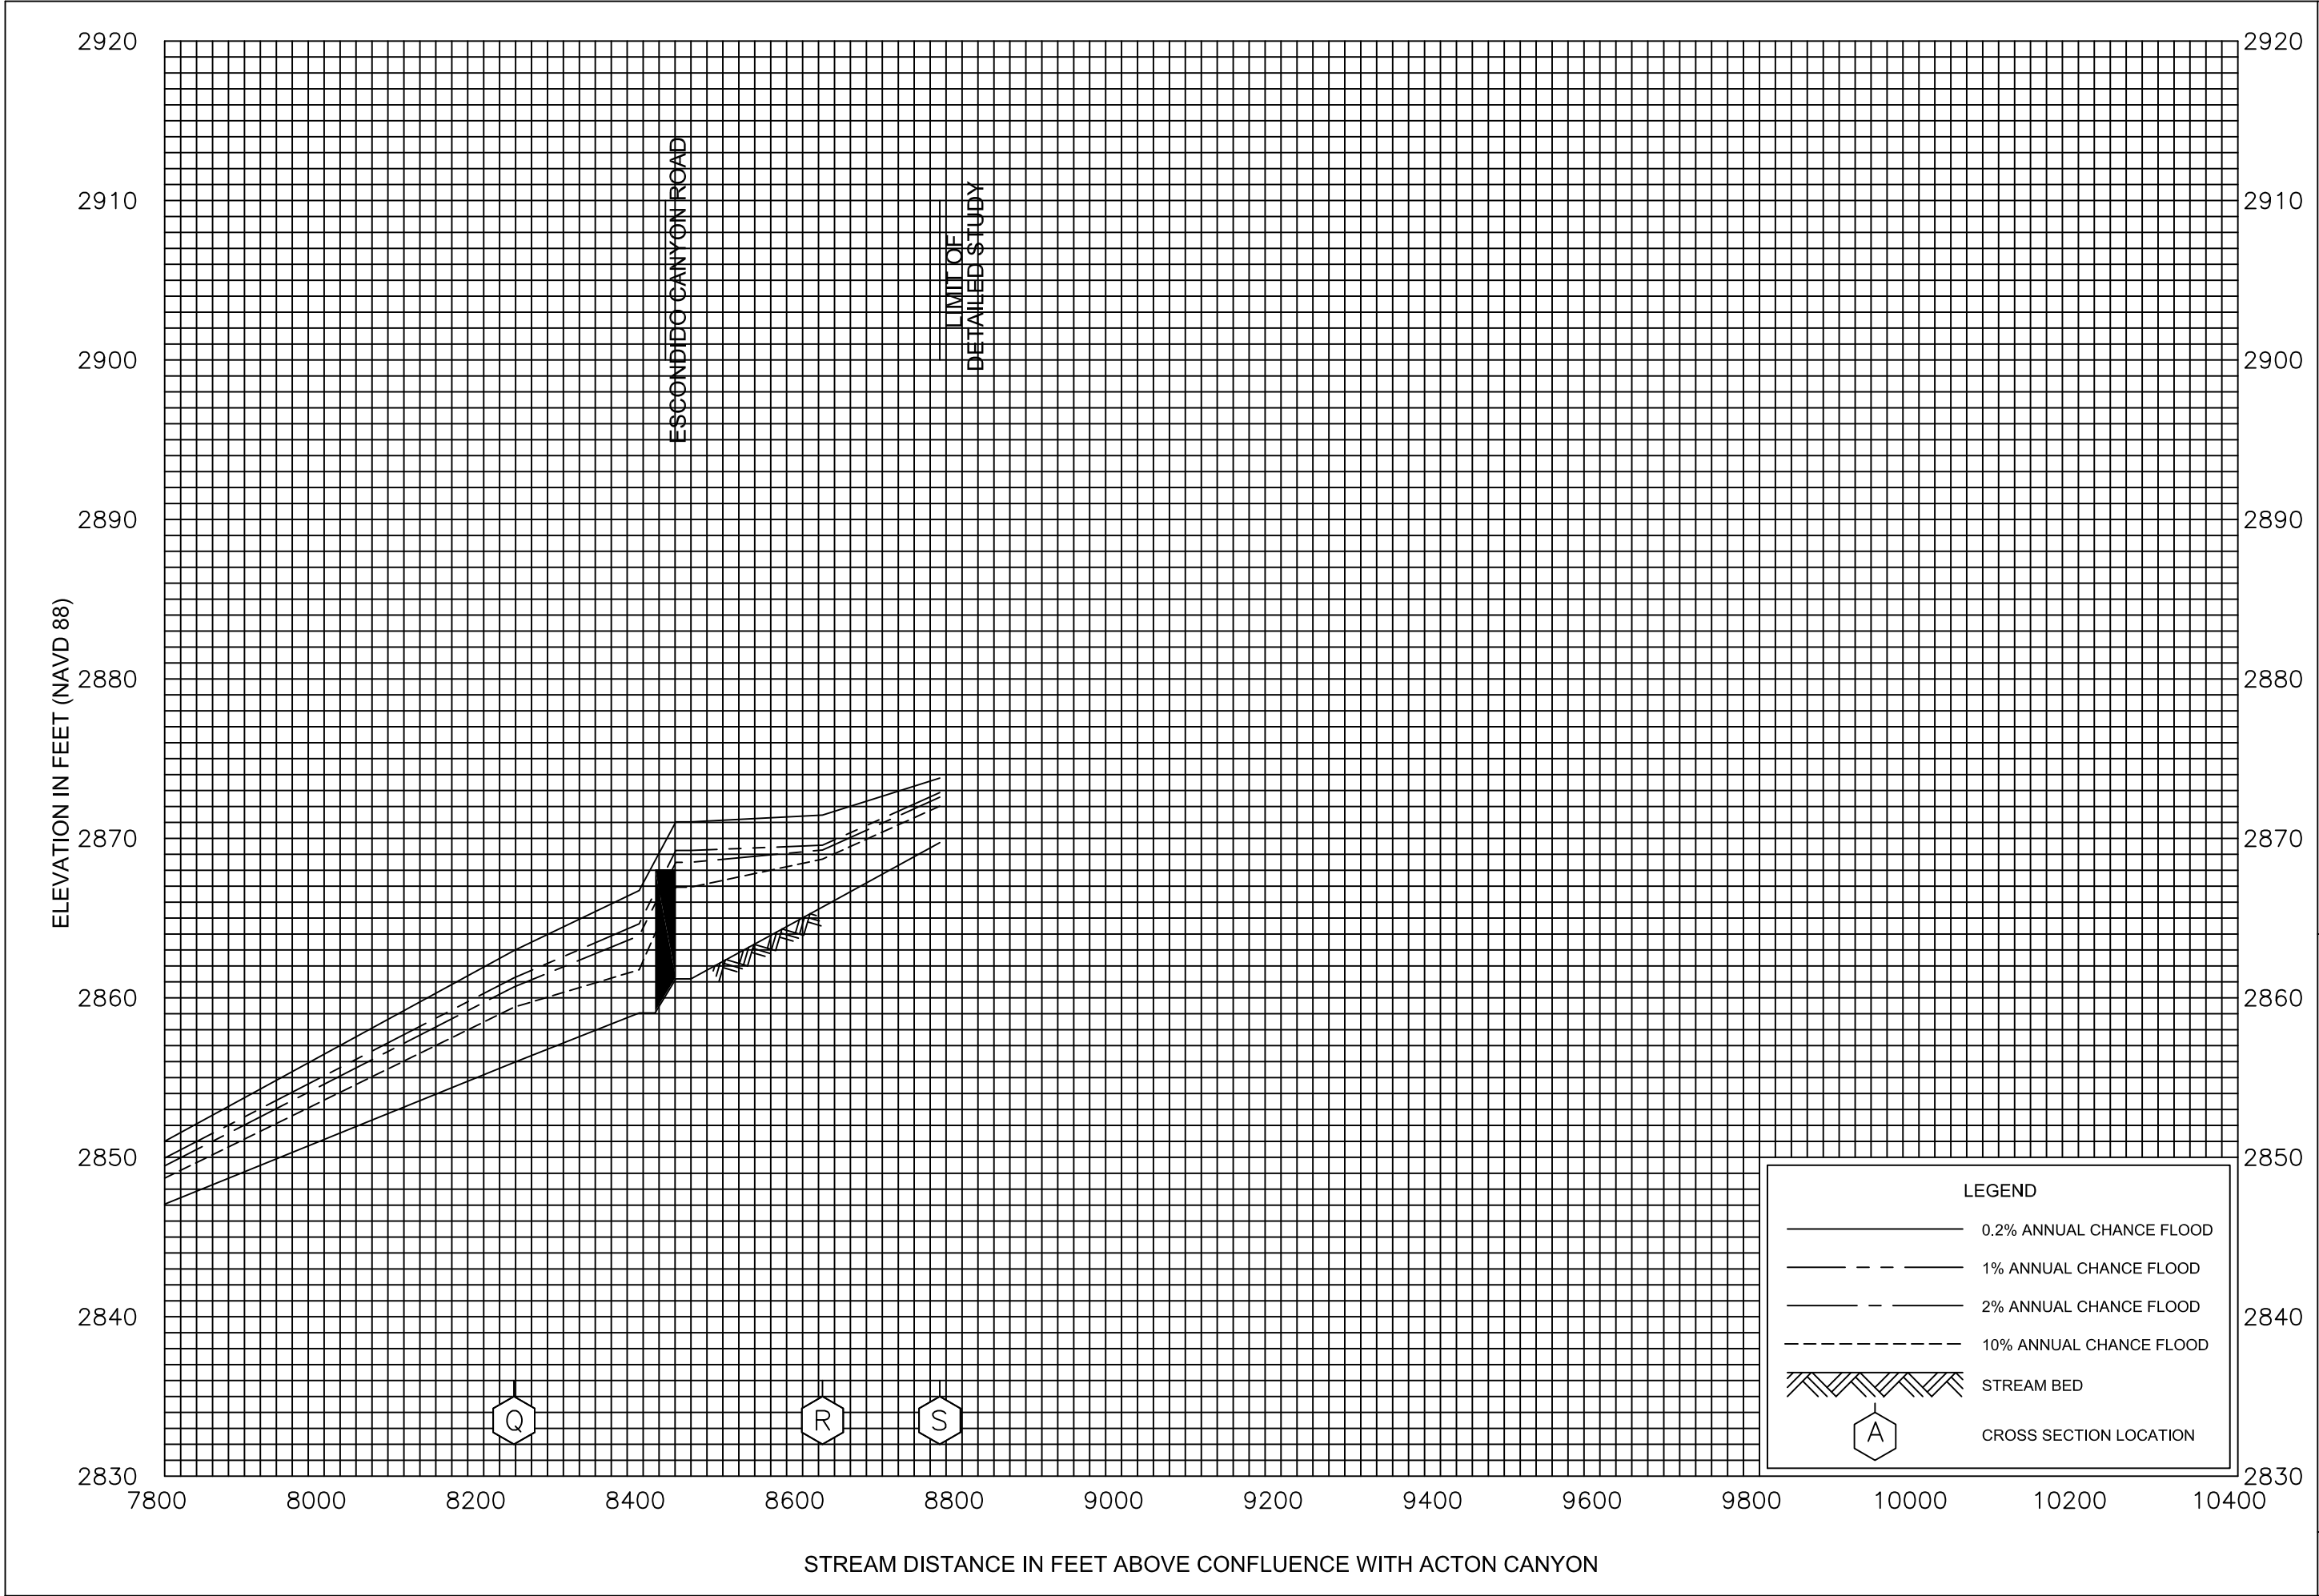 2920
2920
ESCONDIDO CANYON ROAD
LIMIT OF
DETAILED STUDY
2910
2910
2900
2900
2890
2890
2880
2880
2870
2870
2860
2860
2850
2850
2840
2840
2830
2830
ELEVATION IN FEET (NAVD 88)
LEGEND
0.2% ANNUAL CHANCE FLOOD
1% ANNUAL CHANCE FLOOD
2% ANNUAL CHANCE FLOOD
10% ANNUAL CHANCE FLOOD
STREAM BED
A
CROSS SECTION LOCATION
Q
R
S
7800 8000 8200 8400 8600 8800 9000 9200 9400 9600 9800 10000 10200 10400
STREAM DISTANCE IN FEET ABOVE CONFLUENCE WITH ACTON CANYON